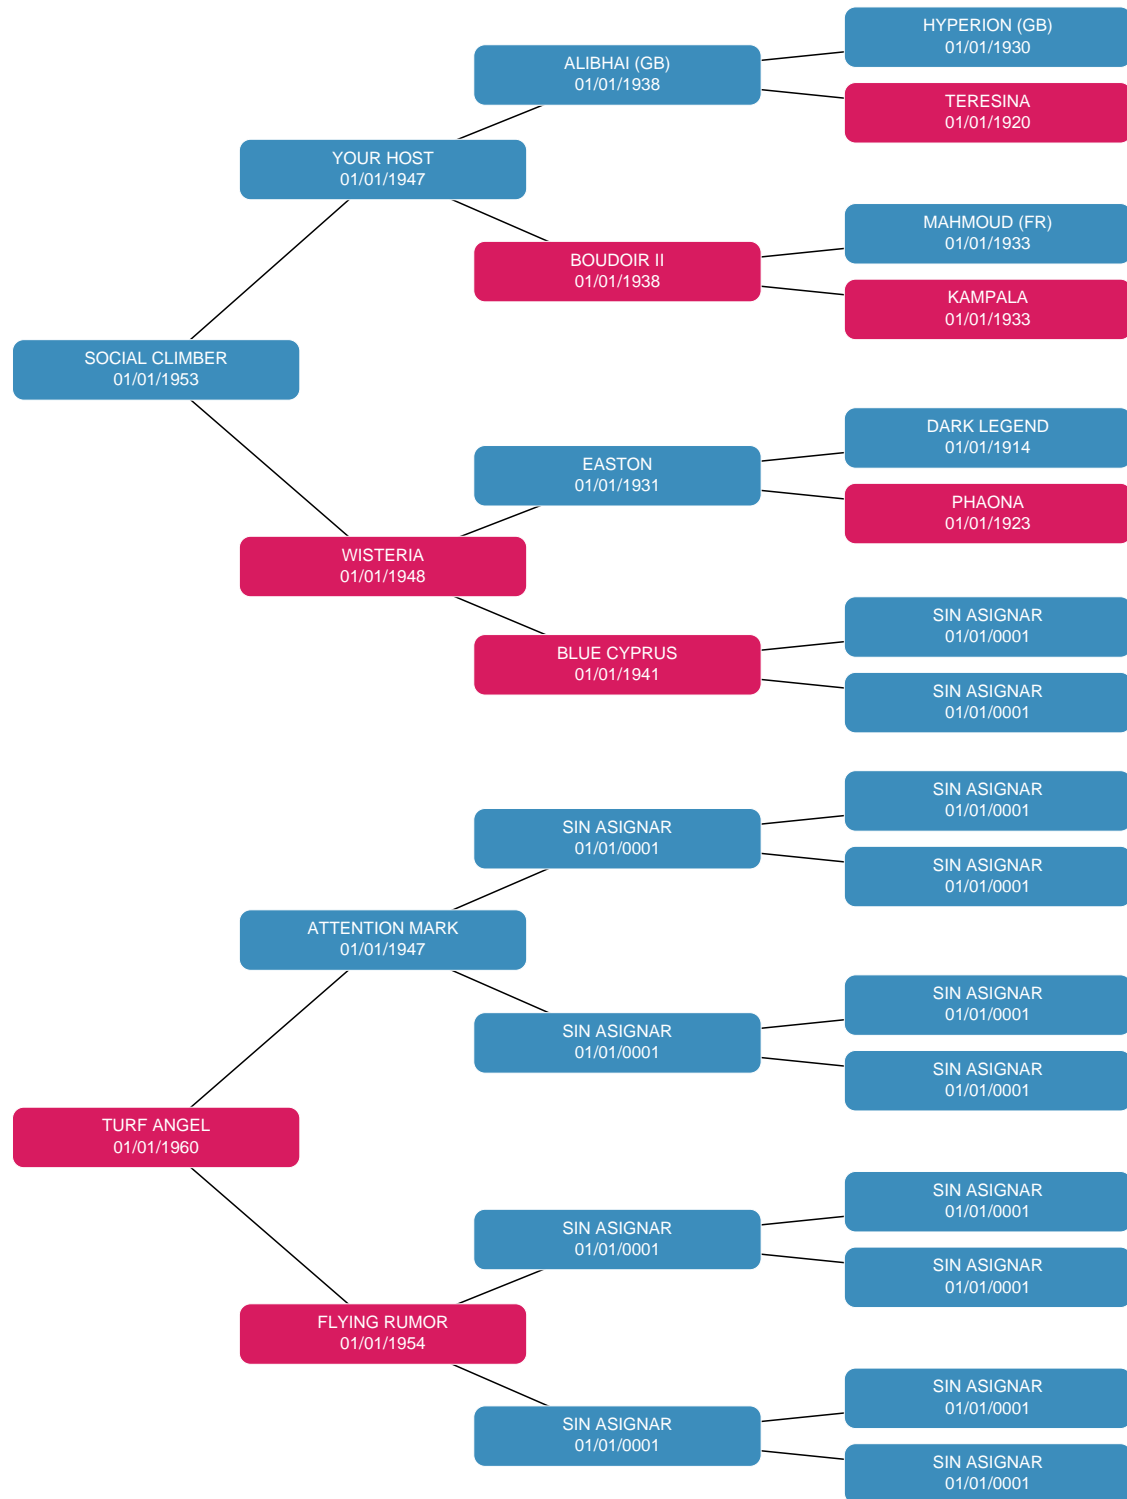 HYPERION (GB)
01/01/1930
ALIBHAI (GB)
01/01/1938
TERESINA
01/01/1920
YOUR HOST
01/01/1947
MAHMOUD (FR)
01/01/1933
BOUDOIR II
01/01/1938
KAMPALA
01/01/1933
SOCIAL CLIMBER
01/01/1953
DARK LEGEND
01/01/1914
EASTON
01/01/1931
PHAONA
01/01/1923
WISTERIA
01/01/1948
SIN ASIGNAR
01/01/0001
BLUE CYPRUS
01/01/1941
SIN ASIGNAR
01/01/0001
SIN ASIGNAR
01/01/0001
SIN ASIGNAR
01/01/0001
SIN ASIGNAR
01/01/0001
ATTENTION MARK
01/01/1947
SIN ASIGNAR
01/01/0001
SIN ASIGNAR
01/01/0001
SIN ASIGNAR
01/01/0001
TURF ANGEL
01/01/1960
SIN ASIGNAR
01/01/0001
SIN ASIGNAR
01/01/0001
SIN ASIGNAR
01/01/0001
FLYING RUMOR
01/01/1954
SIN ASIGNAR
01/01/0001
SIN ASIGNAR
01/01/0001
SIN ASIGNAR
01/01/0001